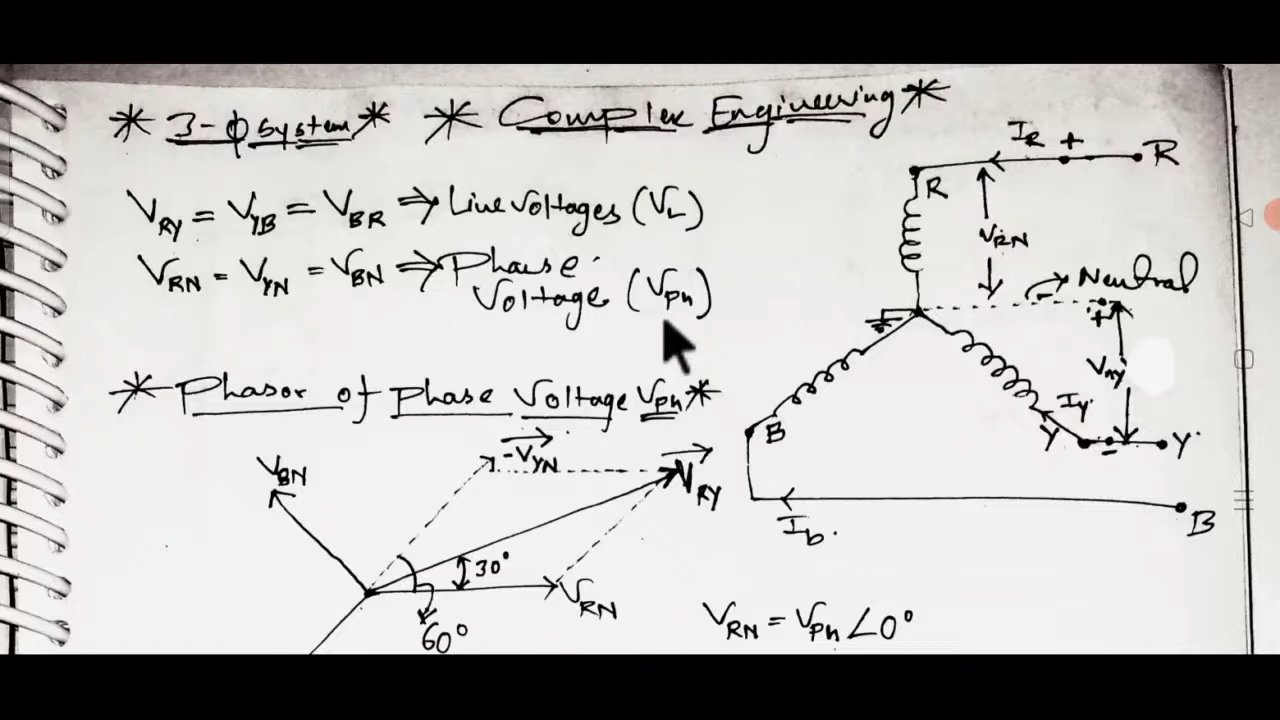 * 3-φ system * * Complex Engineering *
V_RY = V_YB = V_BR ⇒ Line Voltages (V_L)
V_RN = V_YN = V_BN ⇒ Phase
Voltage (V_Ph)
* Phasor of phase Voltage V_Ph *
V_BN
-V_YN
V_RY
30°
V_RN
60°
V_RN = V_Ph ∠0°
I_R + R
R
V_RN
Neutral
- +
V_ny
I_y
Y - Y
B
I_b
B